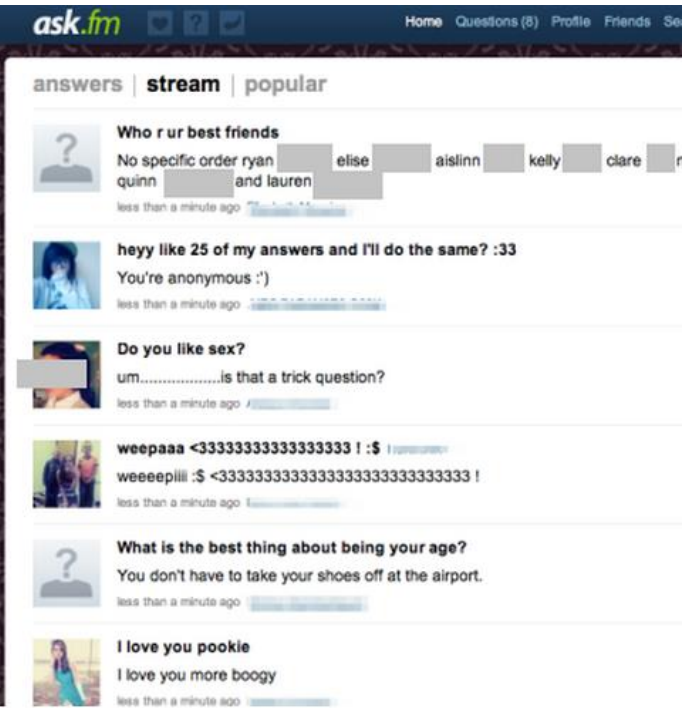 ask.fm ? Home Questions (8) Profile Friends Se
answers | stream | popular
?
Who r ur best friends
No specific order ryan elise aislinn kelly clare
quinn and lauren
less than a minute ago
heyy like 25 of my answers and I'll do the same? :33
You're anonymous :')
less than a minute ago
Do you like sex?
um...................is that a trick question?
less than a minute ago
weepaaa <33333333333333333 ! :$
weeeepiiii :$ <3333333333333333333333333333 !
less than a minute ago
?
What is the best thing about being your age?
You don't have to take your shoes off at the airport.
less than a minute ago
I love you pookie
I love you more boogy
less than a minute ago